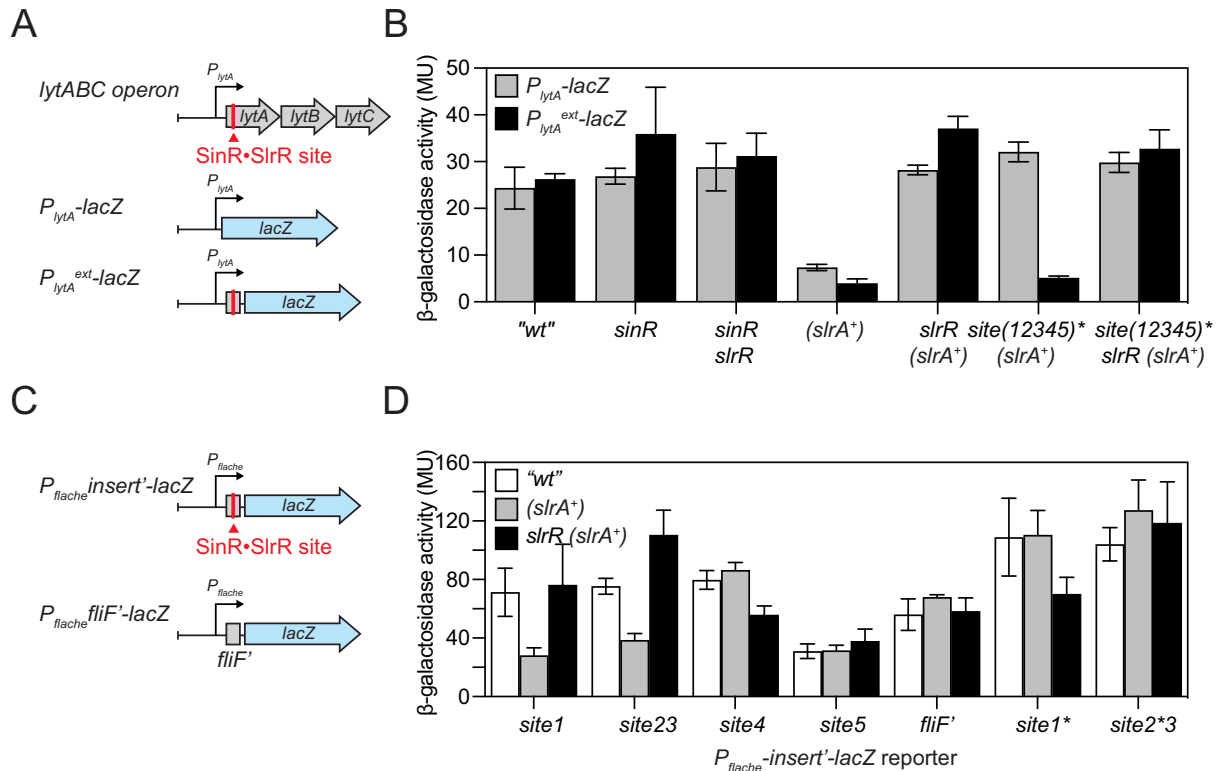 A
P_lytA
lytABC operon
lytA lytB lytC
SinR•SlrR site
P_lytA
P_lytA-lacZ
lacZ
P_lytA
P_lytA^ext-lacZ
lacZ
B
β-galactosidase activity (MU)
50
40
30
20
10
0
P_lytA-lacZ
P_lytA^ext-lacZ
"wt" sinR sinR (slrA⁺) slrR site(12345)* site(12345)*
slrR (slrA⁺) (slrA⁺) slrR (slrA⁺)
C
P_flache
P_flache insert'-lacZ
lacZ
SinR•SlrR site
P_flache
P_flache fliF'-lacZ
lacZ
fliF'
D
β-galactosidase activity (MU)
160
120
80
40
0
“wt”
(slrA⁺)
slrR (slrA⁺)
site1 site23 site4 site5 fliF' site1* site2*3
P_flache-insert'-lacZ reporter